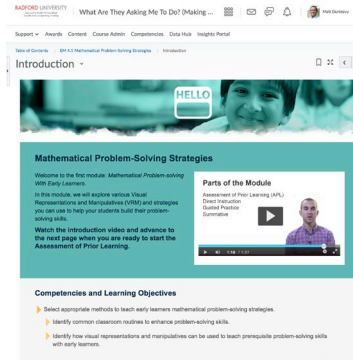 RADFORD UNIVERSITY
What are They Asking Me To Do? (Making ...
Matt Dunleavy
Support Awards Content Course Admin Competencies Data Hub Insights Portal
Table of Contents EM 4.1 Mathematical Problem-Solving Strategies Introduction
Introduction
HELLO
Mathematical Problem-Solving Strategies
Welcome to the first module: Mathematical Problem-solving
With Early Learners.
In this module, we will explore various Visual
Representations and Manipulatives (VRM) and strategies
you can use to help your students build their problem-
solving skills.
Watch the introduction video and advance to
the next page when you are ready to start the
Assessment of Prior Learning.
Parts of the Module
Assessment of Prior Learning (APL)
Direct Instruction
Guided Practice
Summative
Competencies and Learning Objectives
Select appropriate methods to teach early learners mathematical problem-solving strategies.
Identify common classroom routines to enhance problem-solving skills.
Identify how visual representations and manipulatives can be used to teach prerequisite problem-solving skills
with early learners.